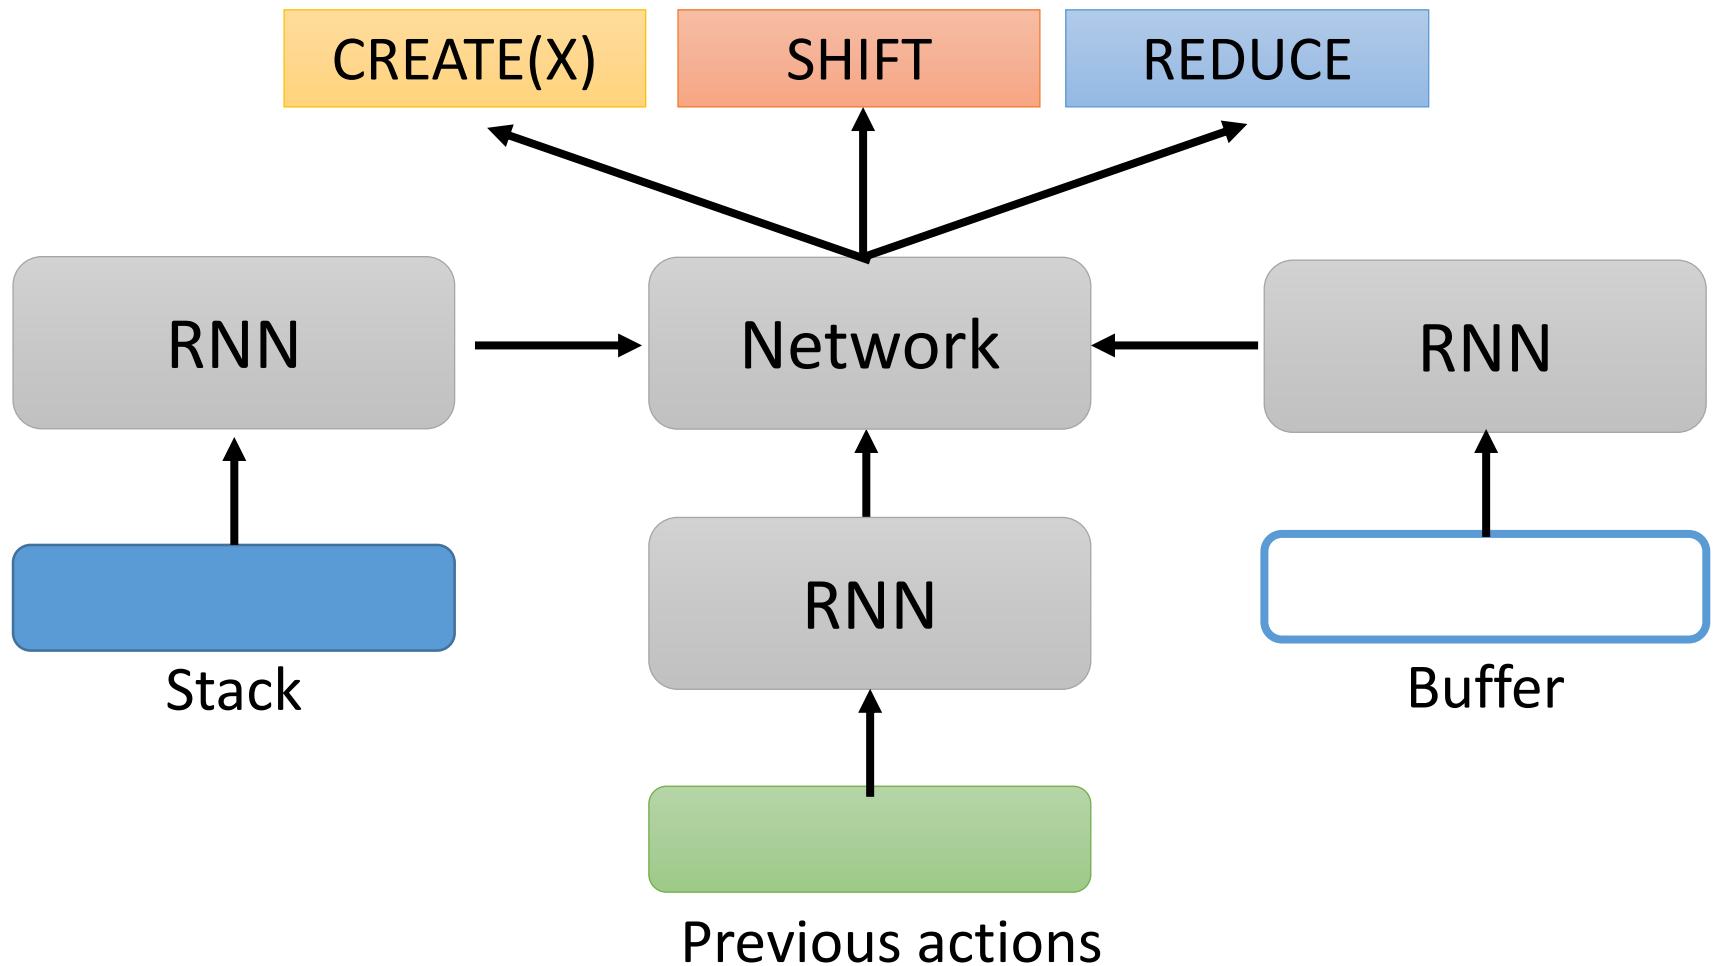 CREATE(X)
SHIFT
REDUCE
RNN
Network
RNN
RNN
Stack
Buffer
Previous actions